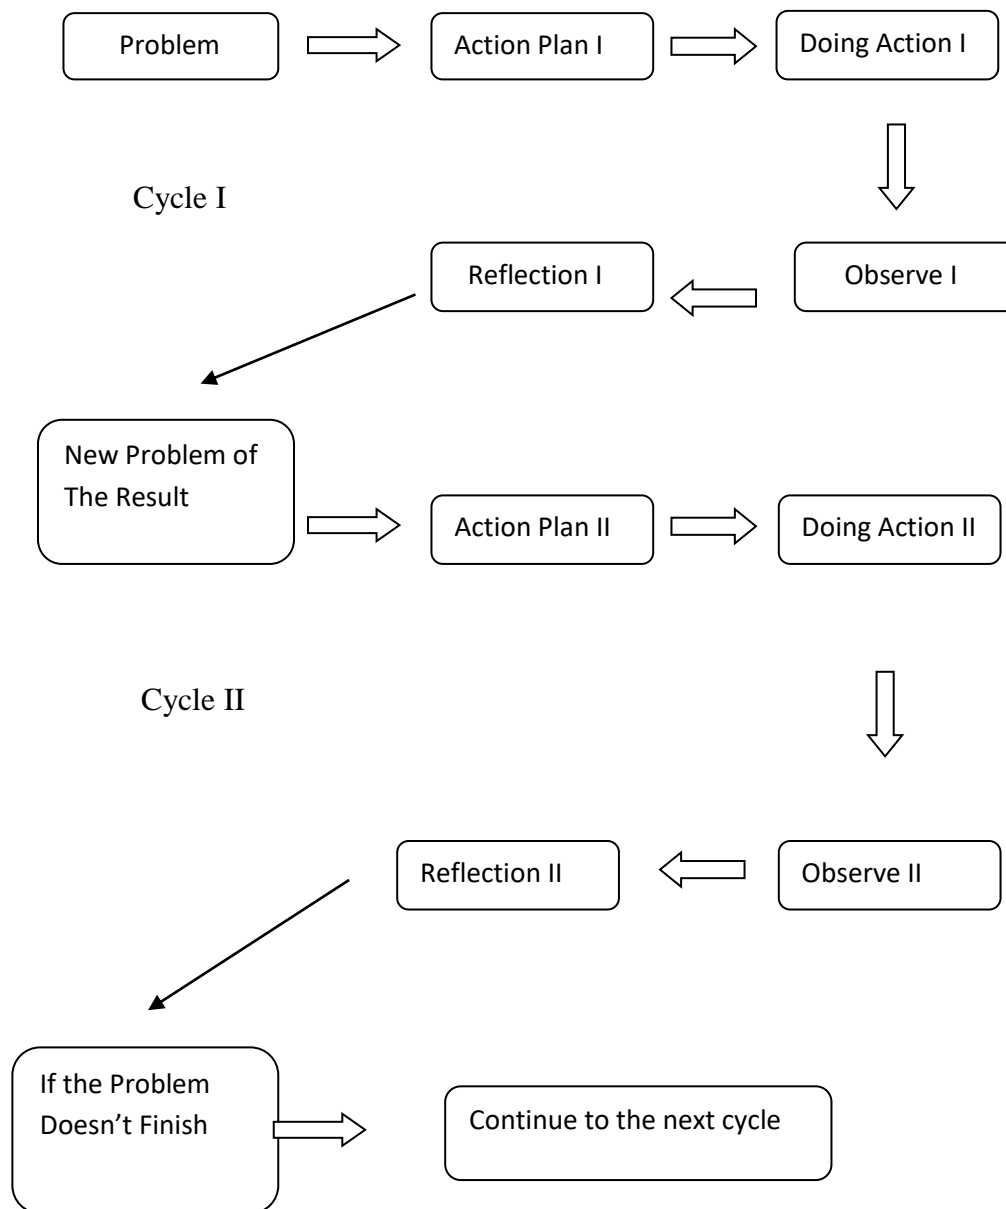 Problem
Action Plan I
Doing Action I
Cycle I
Reflection I
Observe I
New Problem of
The Result
Action Plan II
Doing Action II
Cycle II
Reflection II
Observe II
If the Problem
Doesn’t Finish
Continue to the next cycle